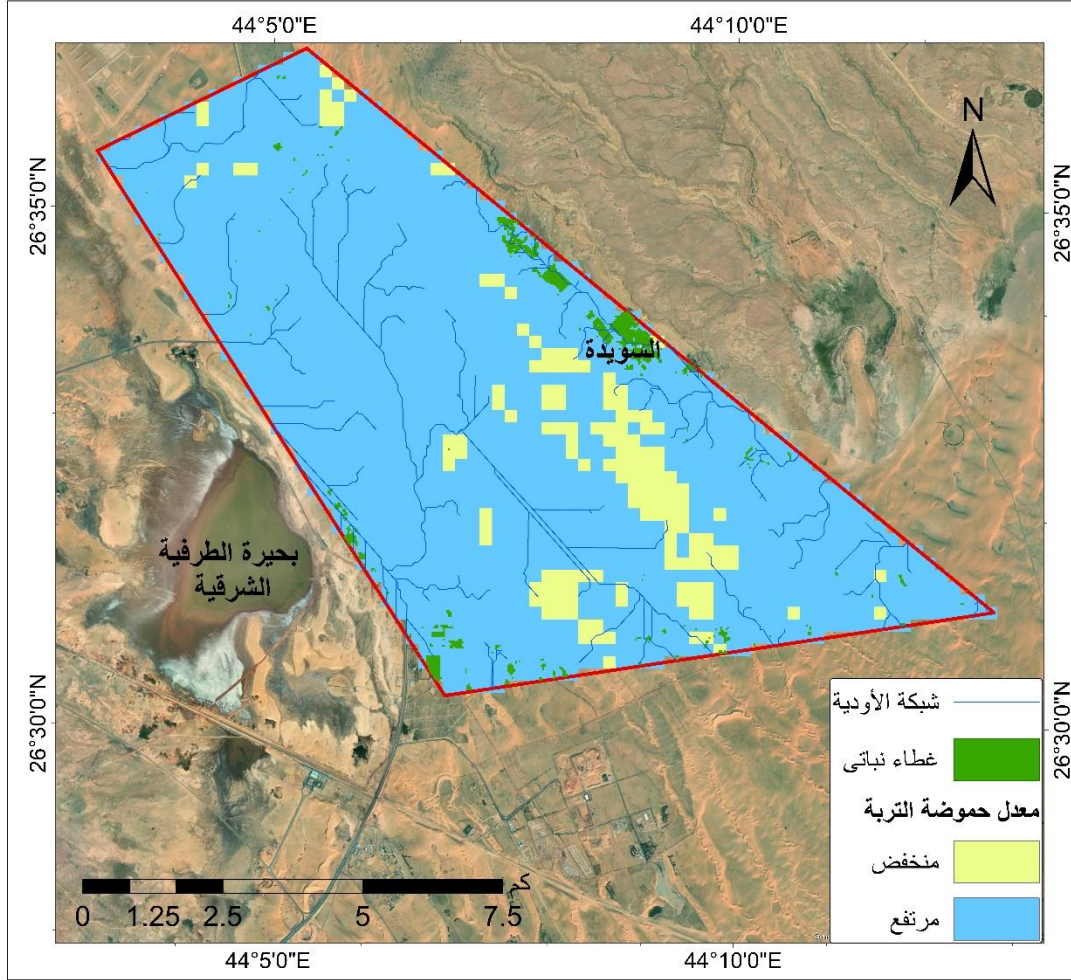 44°5'0"E
44°10'0"E
N
26°35'0"N
26°35'0"N
السويدة
بحيرة الطرفية
الشرقية
26°30'0"N
26°30'0"N
شبكة الأودية
غطاء نباتى
معدل حموضة التربة
منخفض
مرتفع
كم
0 1.25 2.5 5 7.5
44°5'0"E
44°10'0"E